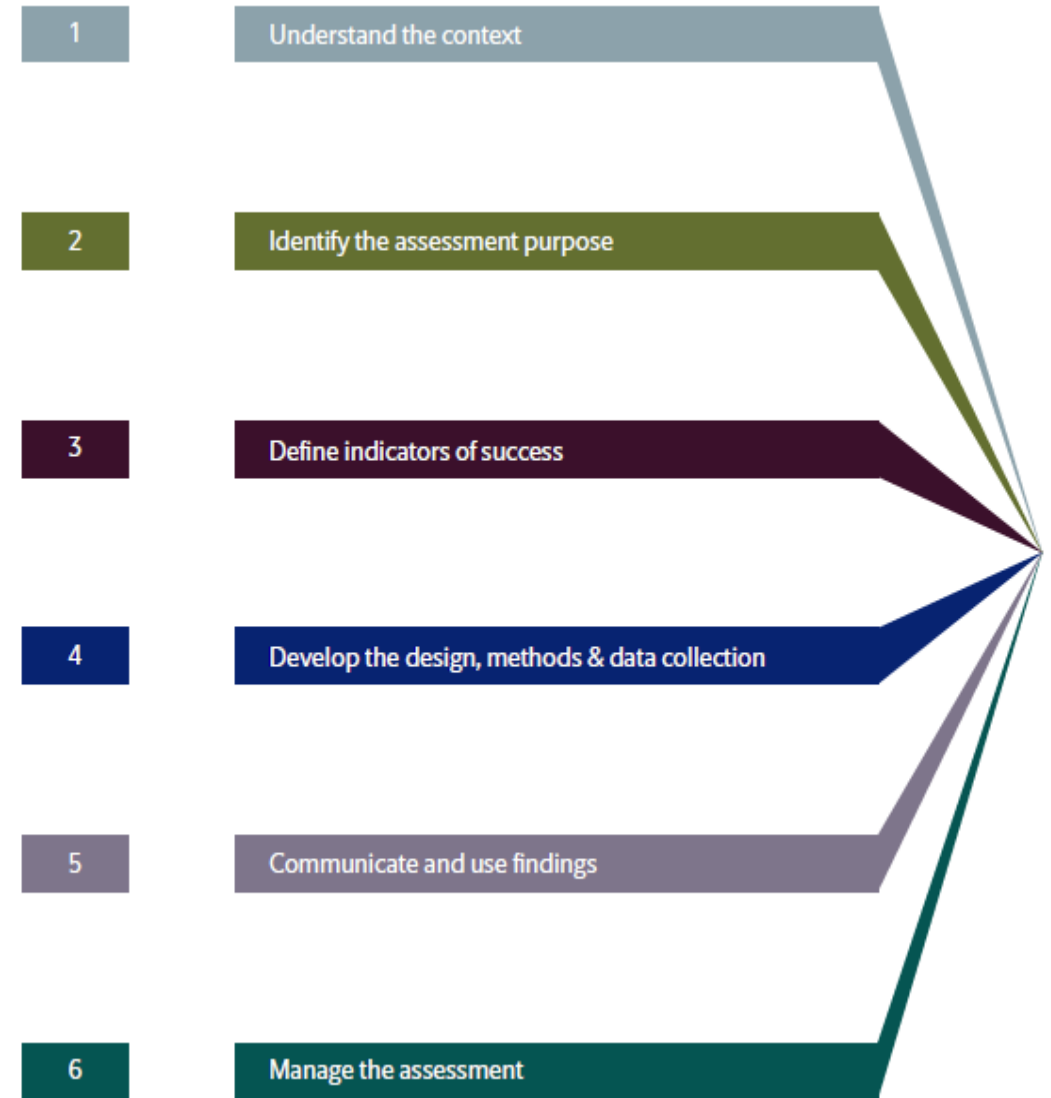 1 Understand the context
2 Identify the assessment purpose
3 Define indicators of success
4 Develop the design, methods & data collection
5 Communicate and use findings
6 Manage the assessment